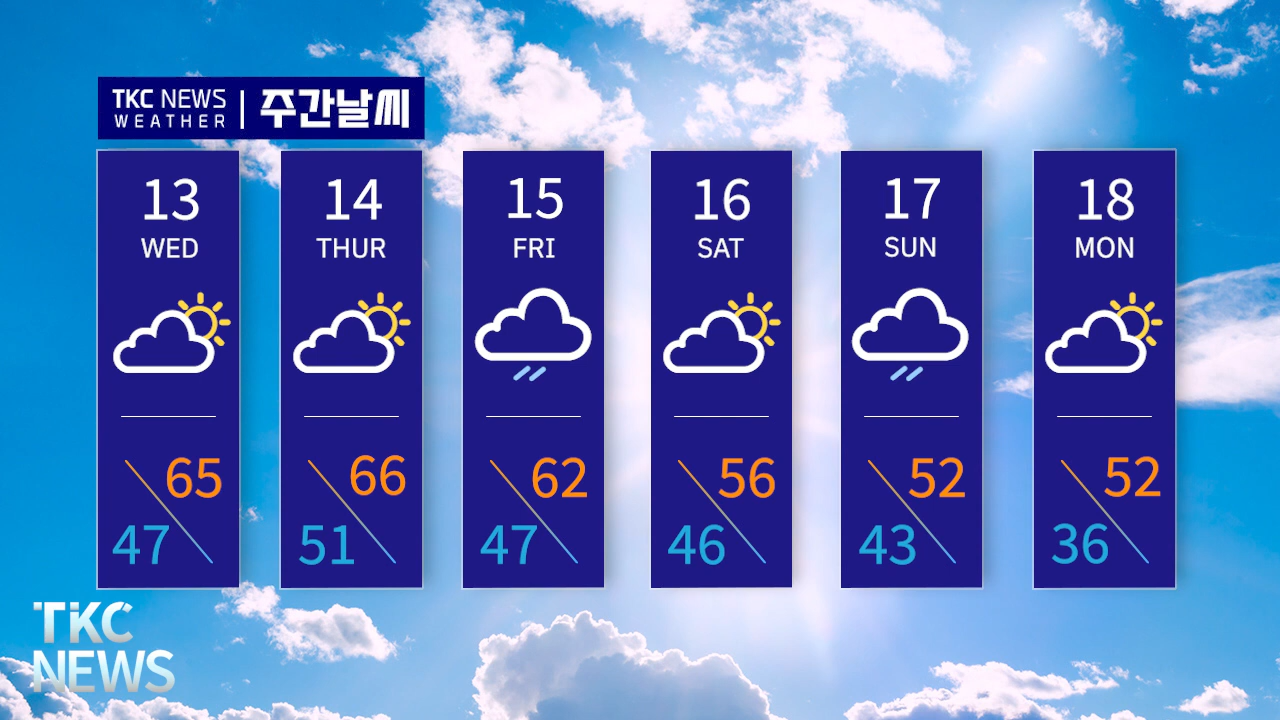 TKC NEWS
WEATHER
주간날씨
13
WED
65
47
14
THUR
66
51
15
FRI
62
47
16
SAT
56
46
17
SUN
52
43
18
MON
52
36
TKC
NEWS